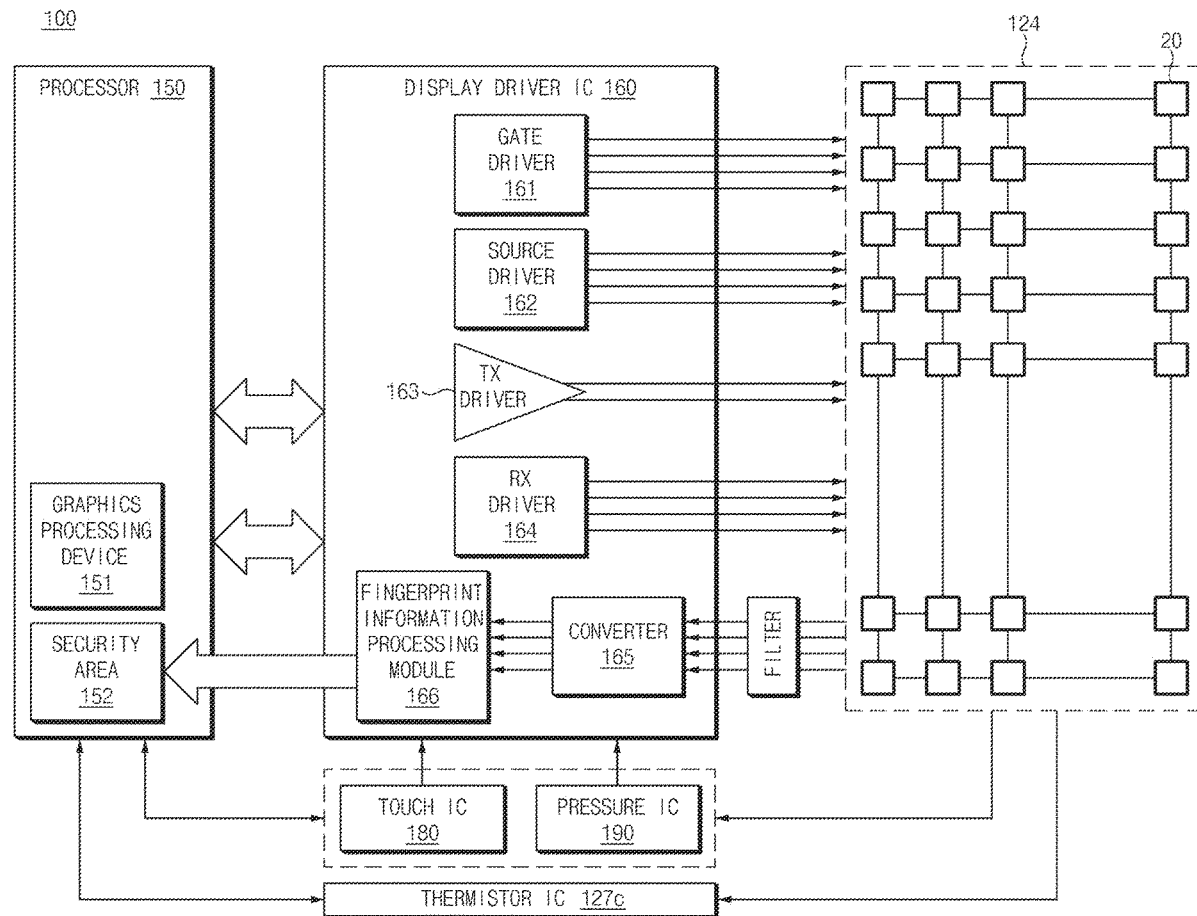 100
124
20
PROCESSOR 150
DISPLAY DRIVER IC 160
GATE
DRIVER
161
SOURCE
DRIVER
162
163
TX
DRIVER
RX
DRIVER
164
GRAPHICS
PROCESSING
DEVICE
151
SECURITY
AREA
152
FINGERPRINT
INFORMATION
PROCESSING
MODULE
166
CONVERTER
165
FILTER
TOUCH IC
180
PRESSURE IC
190
THERMISTOR IC 127c